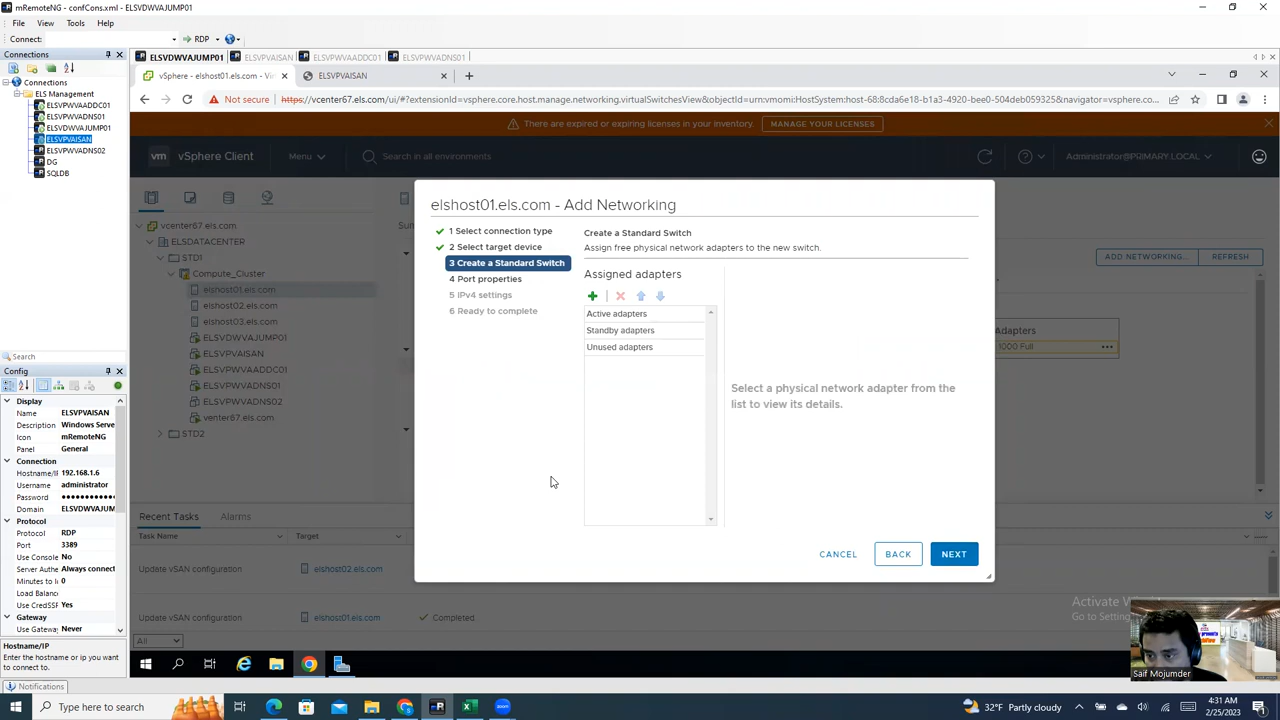 mRemoteNG - confCons.xml - ELSVDWVAJUMP01
File View Tools Help
Connect: RDP
Connections
Connections
ELS Management
ELSVPWVAADDC01
ELSVPWVADNS01
ELSVDWVAJUMP01
ELSVPVAISAN
ELSVPWVADNS02
DG
SQLDB
Search
Config
Display
Name ELSVPVAISAN
Description Windows Serve
Icon mRemoteNG
Panel General
Connection
Hostname/IP 192.168.1.6
Username administrator
Password ••••••••••••
Domain ELSVDWVAJUM
Protocol
Protocol RDP
Port 3389
Use Console No
Server Authe Always connect
Minutes to I 0
Load Balanc
Use CredSSP Yes
Gateway
Use Gateway Never
Hostname/IP
Enter the hostname or ip you want to connect to.
Notifications
ELSVDWVAJUMP01 ELSVPVAISAN ELSVPWVAADDC01 ELSVPWVADNS01
vSphere - elshost01.els.com - Vir ELSVPVAISAN
Not secure https://vcenter67.els.com/ui/#?extensionId=vsphere.core.host.manage.networking.virtualSwitchesView&objectId=urn:vmomi:HostSystem:host-68:8cda6e18-b1a3-4920-bee0-504deb059325&navigator=vsphere.co...
There are expired or expiring licenses in your inventory. MANAGE YOUR LICENSES
vm vSphere Client Menu Search in all environments Administrator@PRIMARY.LOCAL
vcenter67.els.com
ELSDATACENTER
STD1
Compute_Cluster
elshost01.els.com
elshost02.els.com
elshost03.els.com
ELSVDWVAJUMP01
ELSVPVAISAN
ELSVPWVAADDC01
ELSVPWVADNS01
ELSVPWVADNS02
venter67.els.com
STD2
Sum
ADD NETWORKING... REFRESH
Adapters
1000 Full
elshost01.els.com - Add Networking
1 Select connection type
2 Select target device
3 Create a Standard Switch
4 Port properties
5 IPv4 settings
6 Ready to complete
Create a Standard Switch
Assign free physical network adapters to the new switch.
Assigned adapters
Active adapters
Standby adapters
Unused adapters
Select a physical network adapter from the
list to view its details.
CANCEL BACK NEXT
Recent Tasks Alarms
Task Name Target
Update vSAN configuration elshost02.els.com
Update vSAN configuration elshost01.els.com Completed
All
Activate
Go to Setting
Saif Mojumder
Type here to search
32°F Partly cloudy
4:31 AM
2/25/2023